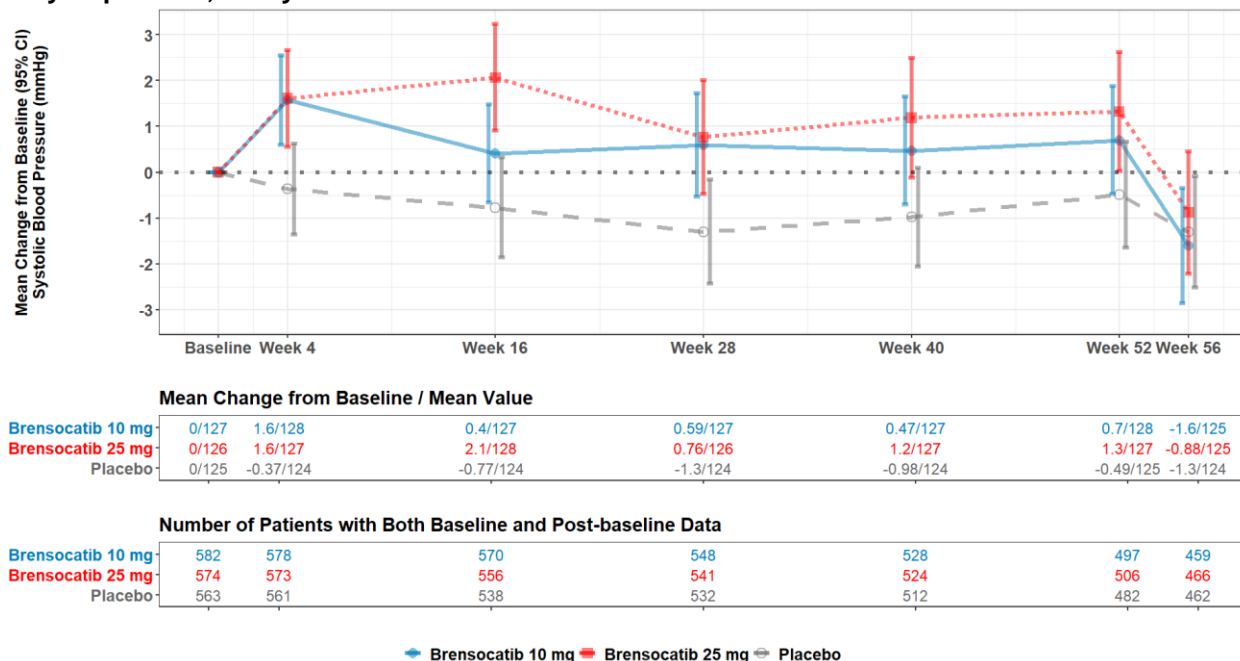 Mean Change from Baseline (95% CI)
Systolic Blood Pressure (mmHg)
3
2
1
0
-1
-2
-3
Baseline Week 4 Week 16 Week 28 Week 40 Week 52 Week 56
Mean Change from Baseline / Mean Value
Brensocatib 10 mg 0/127 1.6/128 0.4/127 0.59/127 0.47/127 0.7/128 -1.6/125
Brensocatib 25 mg 0/126 1.6/127 2.1/128 0.76/126 1.2/127 1.3/127 -0.88/125
Placebo 0/125 -0.37/124 -0.77/124 -1.3/124 -0.98/124 -0.49/125 -1.3/124
Number of Patients with Both Baseline and Post-baseline Data
Brensocatib 10 mg 582 578 570 548 528 497 459
Brensocatib 25 mg 574 573 556 541 524 506 466
Placebo 563 561 538 532 512 482 462
Brensocatib 10 mg Brensocatib 25 mg Placebo